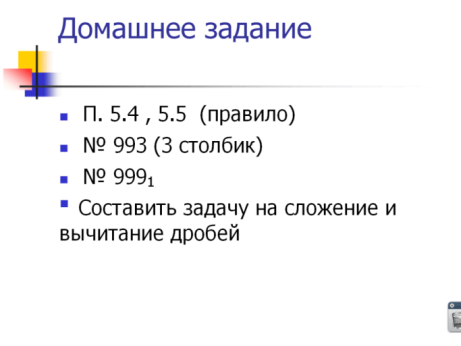 Домашнее задание
П. 5.4 , 5.5 (правило)
№ 993 (3 столбик)
№ 999₁
Составить задачу на сложение и
вычитание дробей